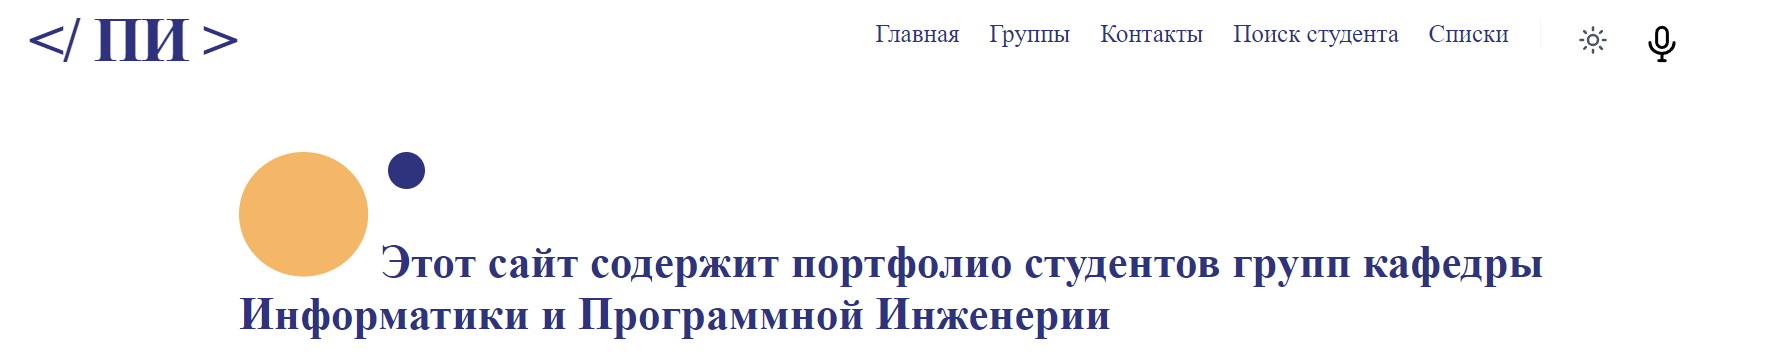 </ ПИ >
Главная Группы Контакты Поиск студента Списки
Этот сайт содержит портфолио студентов групп кафедры
Информатики и Программной Инженерии